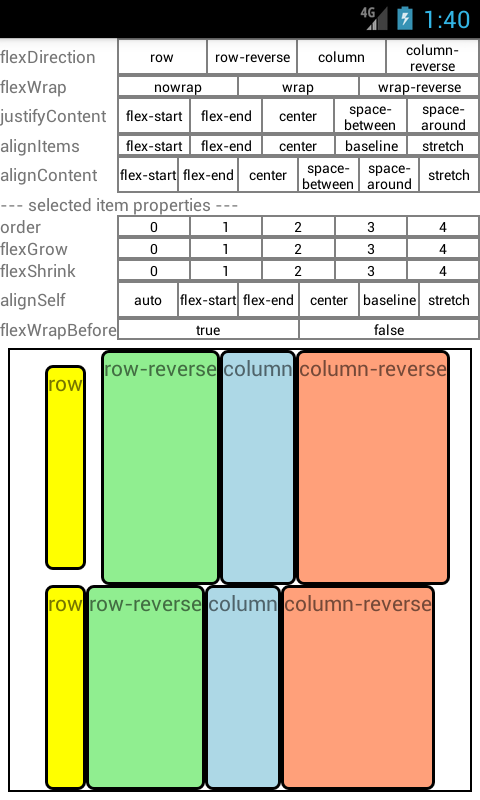 4G 1:40
flexDirection row row-reverse column column-
reverse
flexWrap nowrap wrap wrap-reverse
justifyContent flex-start flex-end center space-
between space-
around
alignItems flex-start flex-end center baseline stretch
alignContent flex-start flex-end center space-
between space-
around stretch
--- selected item properties ---
order 0 1 2 3 4
flexGrow 0 1 2 3 4
flexShrink 0 1 2 3 4
alignSelf auto flex-start flex-end center baseline stretch
flexWrapBefore true false
row row-reverse column column-reverse
row row-reverse column column-reverse